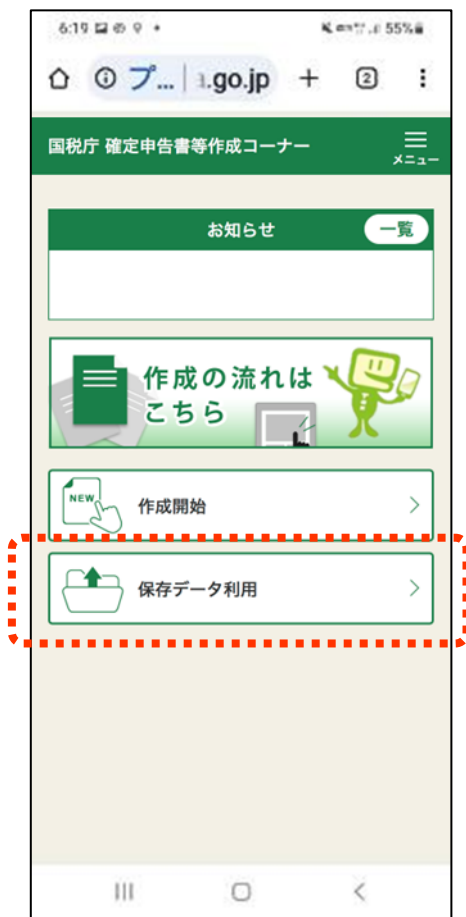 6:19 55%
プ... .go.jp + 2
国税庁 確定申告書等作成コーナー
メニュー
お知らせ 一覧
作成の流れは
こちら
NEW 作成開始
保存データ利用